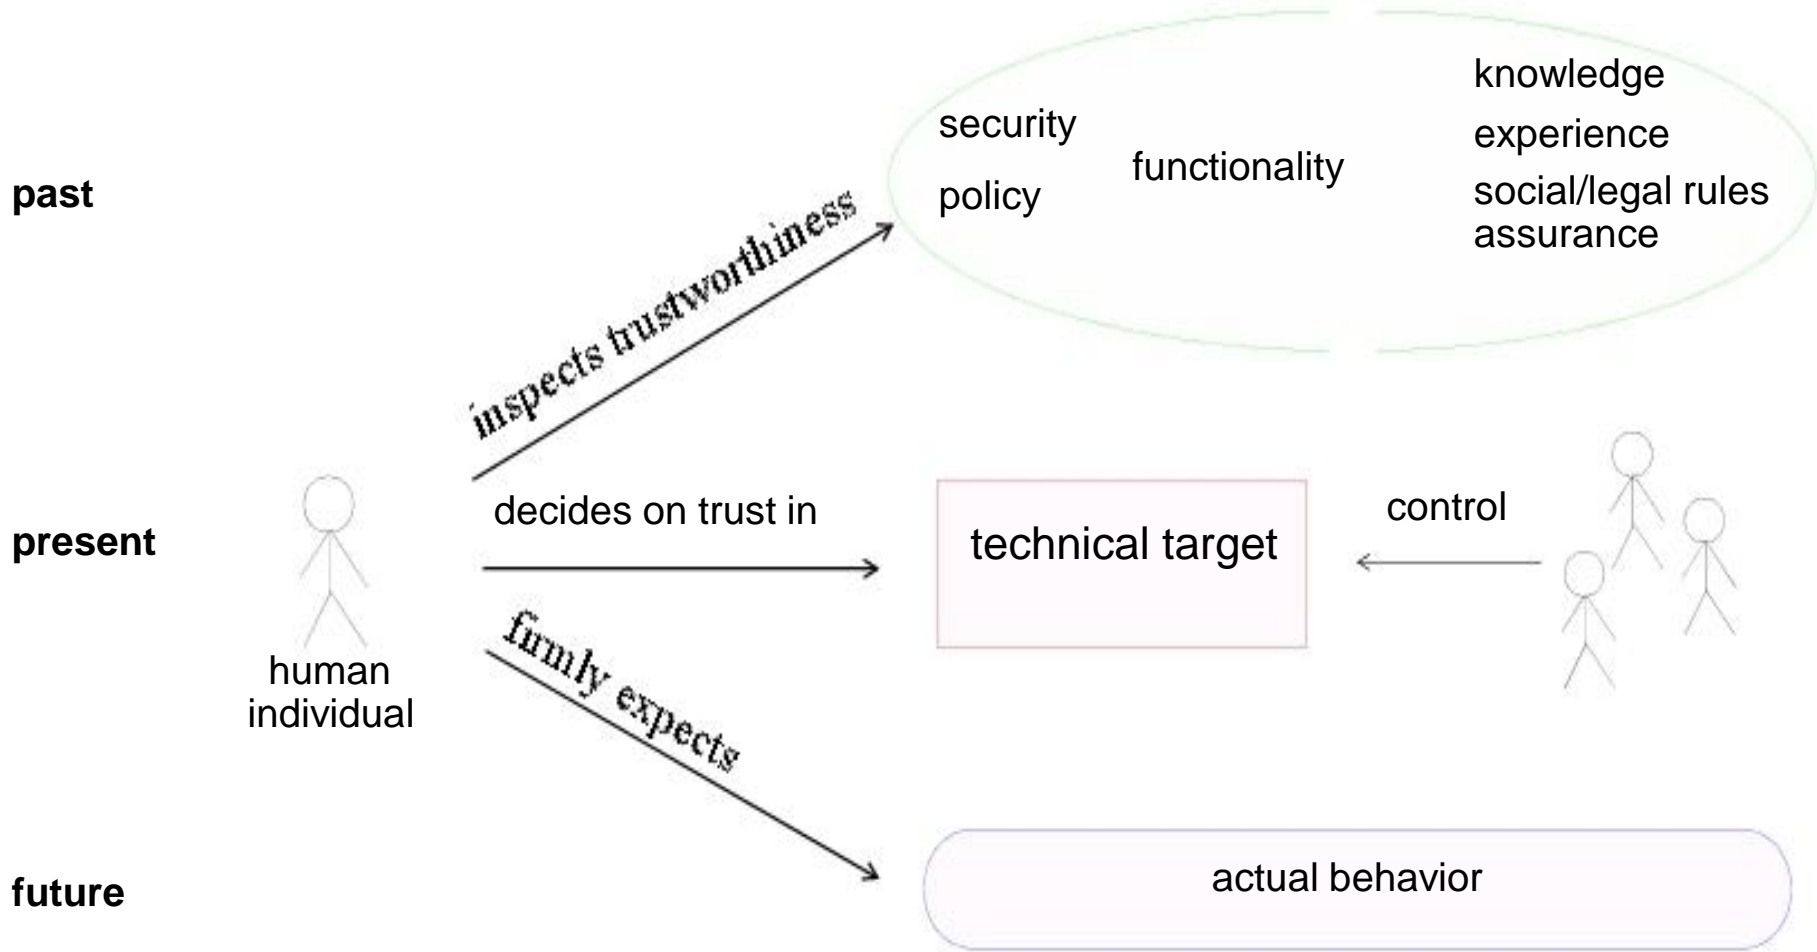 past
security
policy
functionality
knowledge
experience
social/legal rules
assurance
inspects trustworthiness
present
human
individual
decides on trust in
technical target
control
firmly expects
future
actual behavior